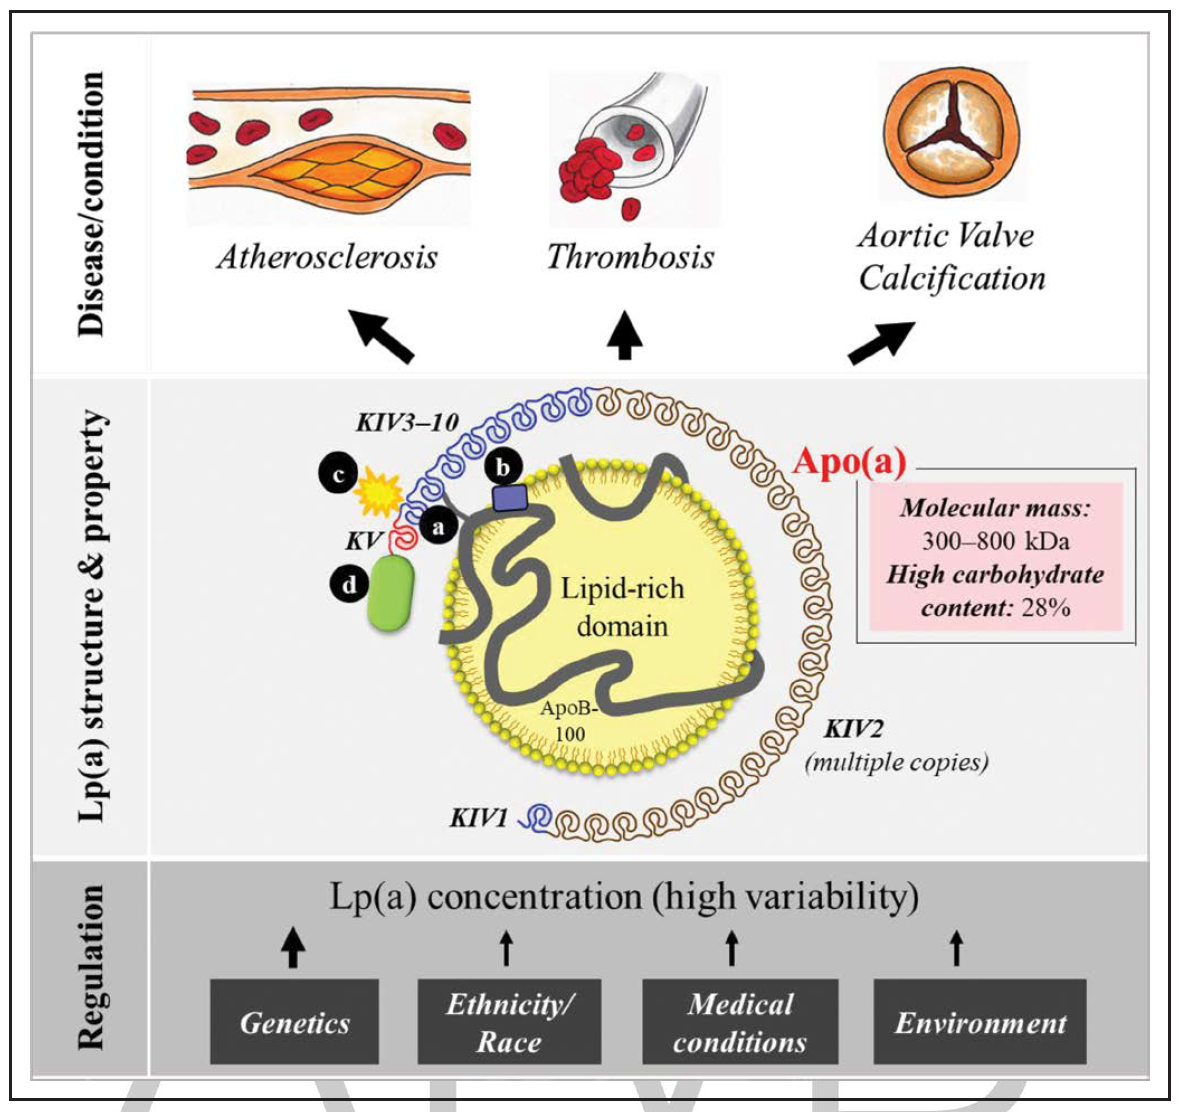 Disease/condition
Atherosclerosis
Thrombosis
Aortic Valve
Calcification
Lp(a) structure & property
KIV3–10
c
b
a
KV
d
Apo(a)
Molecular mass:
300–800 kDa
High carbohydrate
content: 28%
Lipid-rich
domain
ApoB-
100
KIV2
(multiple copies)
KIV1
Regulation
Lp(a) concentration (high variability)
Genetics
Ethnicity/
Race
Medical
conditions
Environment